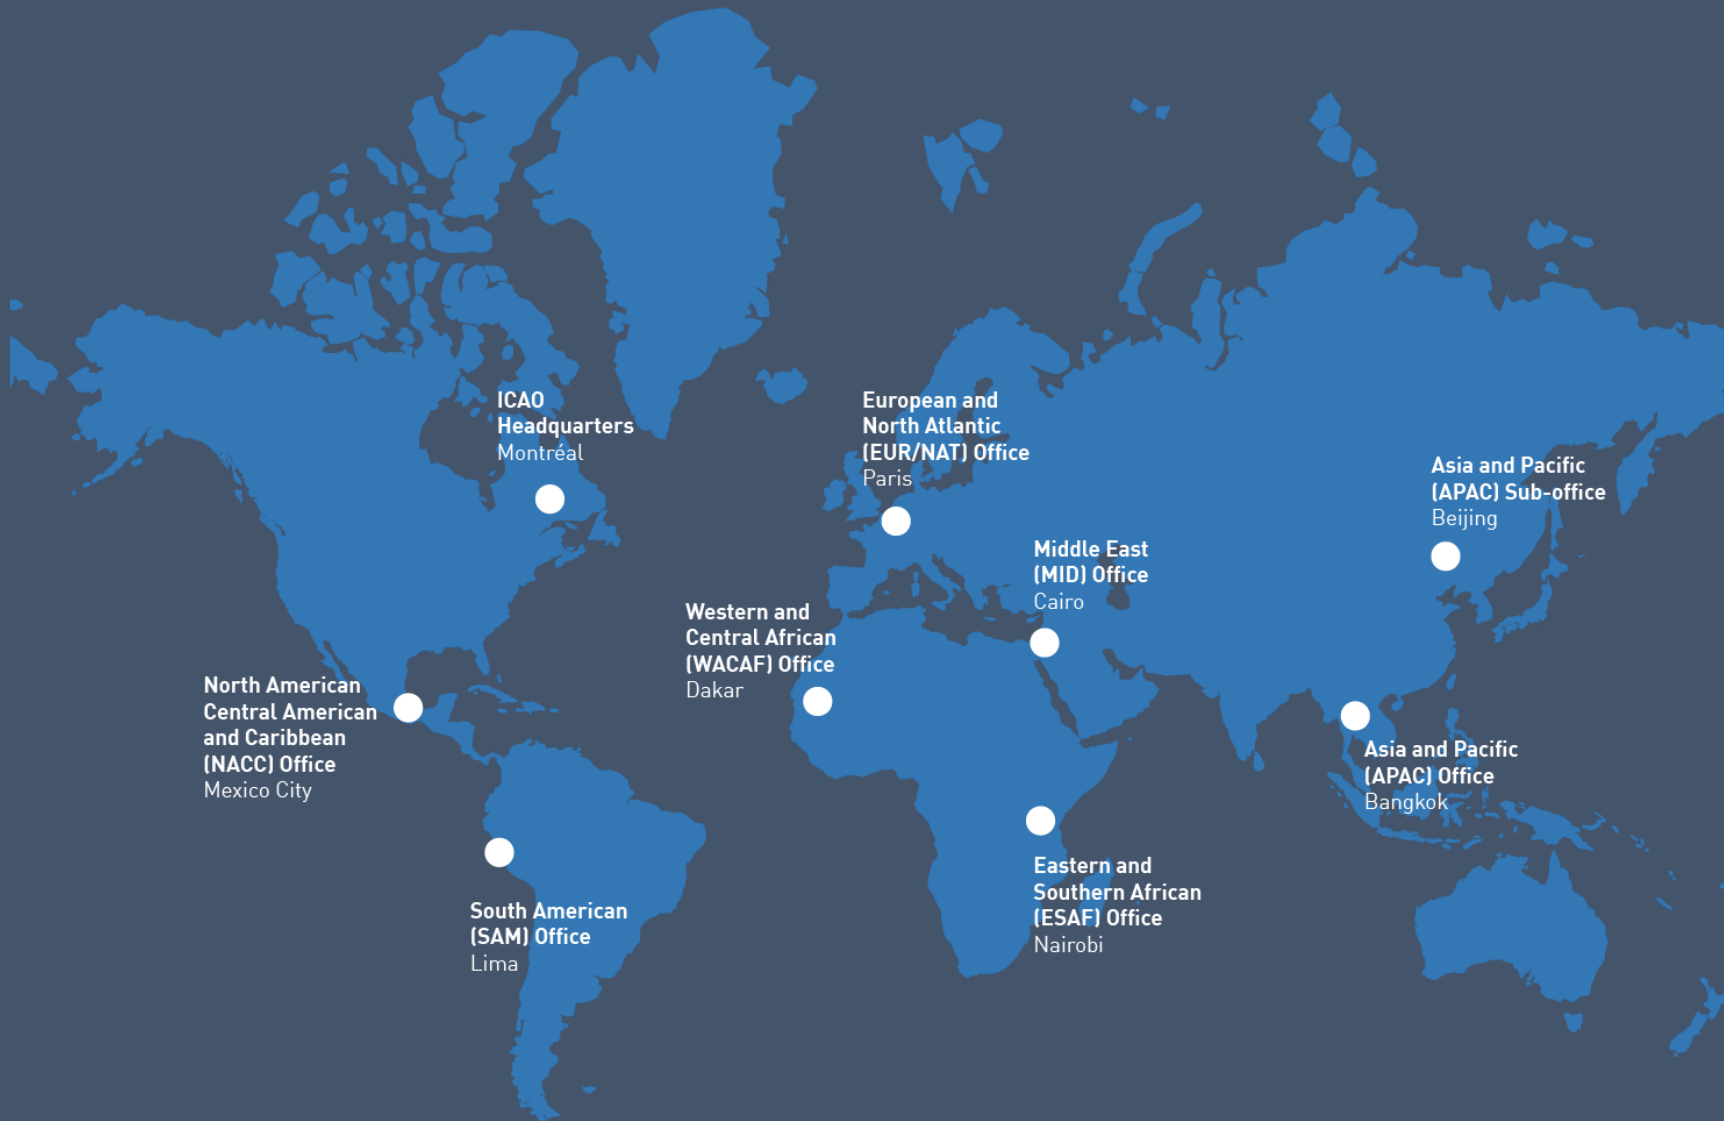 ICAO
Headquarters
Montréal
European and
North Atlantic
(EUR/NAT) Office
Paris
Asia and Pacific
(APAC) Sub-office
Beijing
Middle East
(MID) Office
Cairo
Western and
Central African
(WACAF) Office
Dakar
North American
Central American
and Caribbean
(NACC) Office
Mexico City
Asia and Pacific
(APAC) Office
Bangkok
Eastern and
Southern African
(ESAF) Office
Nairobi
South American
(SAM) Office
Lima